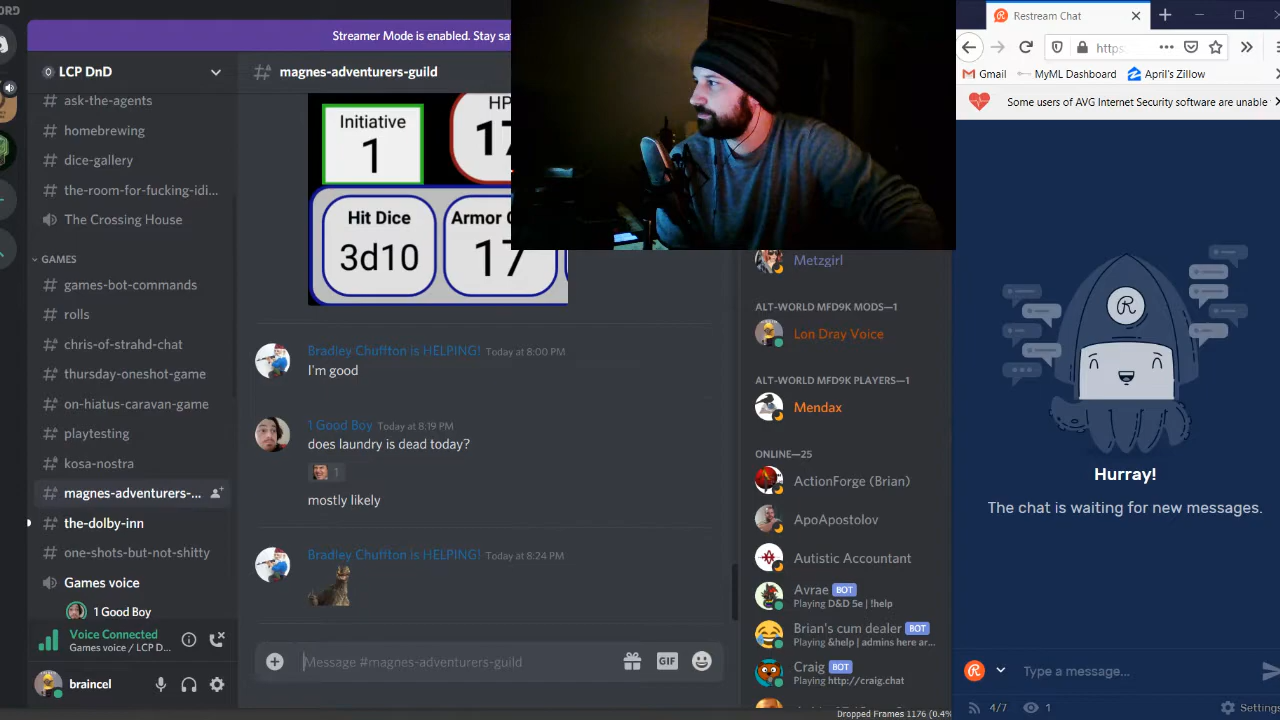 ORD
Streamer Mode is enabled. Stay sa
LCP DnD
magnes-adventurers-guild
ask-the-agents
homebrewing
dice-gallery
the-room-for-fucking-idi...
The Crossing House
GAMES
games-bot-commands
rolls
chris-strahd-chat
thursday-oneshot-game
on-hiatus-caravan-game
playtesting
kosa-nostra
magnes-adventurers-...
the-dolby-inn
one-shots-but-not-shitty
Games voice
1 Good Boy
Voice Connected
Games voice / LCP D...
raincel
Initiative
1
HP
17
Hit Dice
3d10
Armor C
17
Bradley Chuffton is HELPING! Today at 8:00 PM
I'm good
1 Good Boy Today at 8:19 PM
does laundry is dead today?
1
mostly likely
Bradley Chuffton is HELPING! Today at 8:24 PM
Message #magnes-adventurers-guild
GIF
Metzgirl
ALT-WORLD MFD9K MODS—1
Lon Dray Voice
ALT-WORLD MFD9K PLAYERS—1
Mendax
ONLINE—25
ActionForge (Brian)
ApoApostolov
Autistic Accountant
Avrae BOT
Playing D&D 5e | !help
Brian's cum dealer BOT
Playing &help | admins here ar...
Craig BOT
Playing http://craig.chat
Dropped Frames 1176 (0.4%
Restream Chat
https
Gmail
MyML Dashboard
April's Zillow
Some users of AVG Internet Security software are unable
R
Hurray!
The chat is waiting for new messages.
Type a message...
4/7
1
Settings